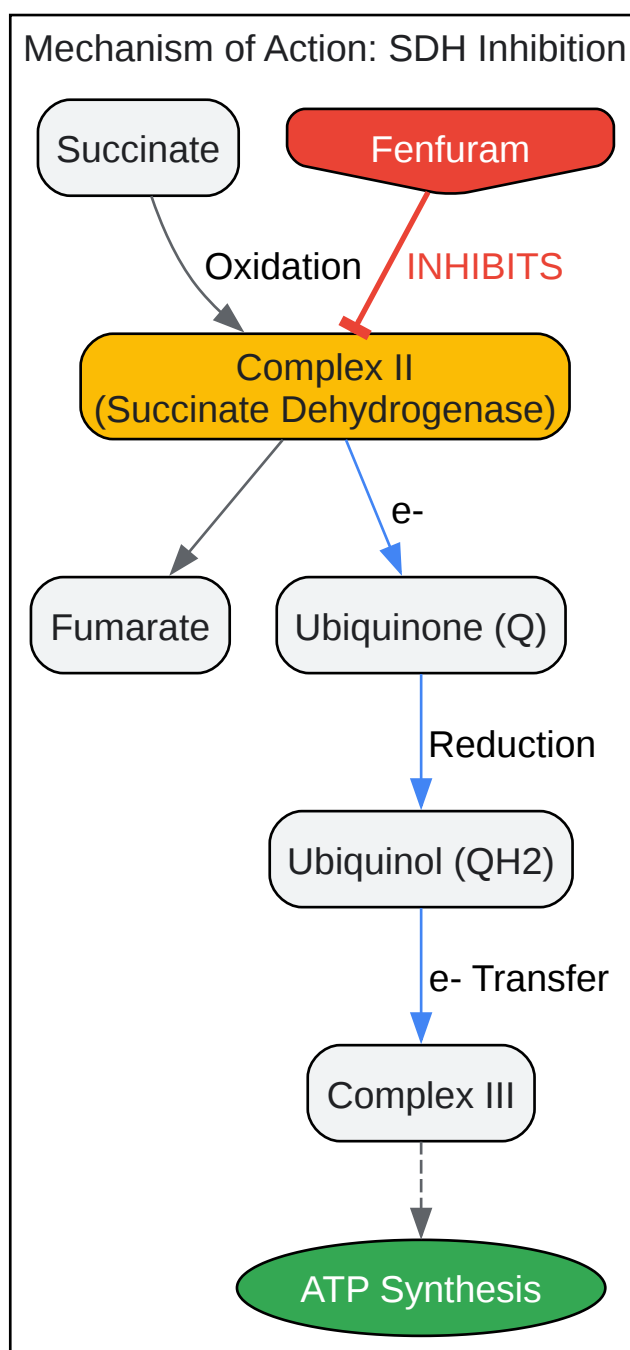 Mechanism of Action: SDH Inhibition
Succinate
Fenfuram
Oxidation
INHIBITS
Complex II
(Succinate Dehydrogenase)
e-
Fumarate
Ubiquinone (Q)
Reduction
Ubiquinol (QH2)
e- Transfer
Complex III
ATP Synthesis